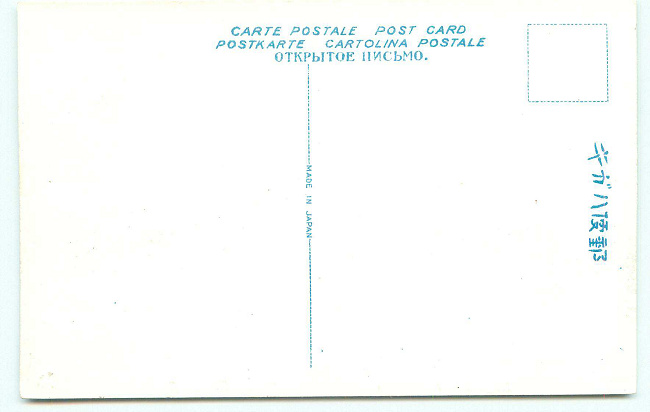 CARTE POSTALE POST CARD
POSTKARTE CARTOLINA POSTALE
ОТКРЫТОЕ ПИСЬМО.
MADE IN JAPAN
郵便ハガキ